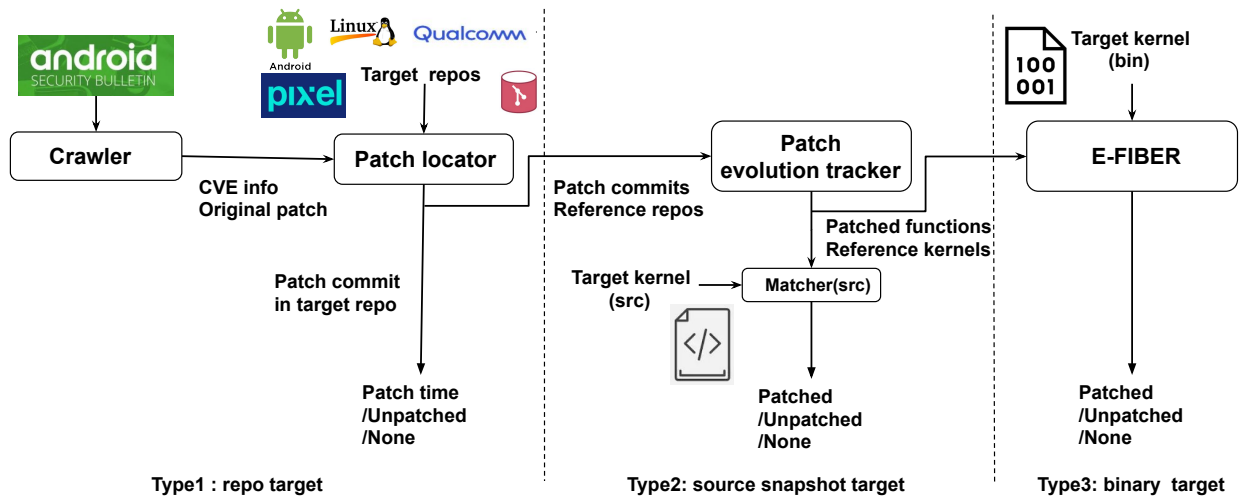 android
SECURITY BULLETIN
Android
Linux
Qualcomm
pixel
Target repos
100
001
Target kernel
(bin)
Crawler
Patch locator
Patch
evolution tracker
E-FIBER
CVE info
Original patch
Patch commits
Reference repos
Patched functions
Reference kernels
Patch commit
in target repo
Target kernel
(src)
Matcher(src)
</>
Patch time
/Unpatched
/None
Patched
/Unpatched
/None
Patched
/Unpatched
/None
Type1 : repo target
Type2: source snapshot target
Type3: binary target